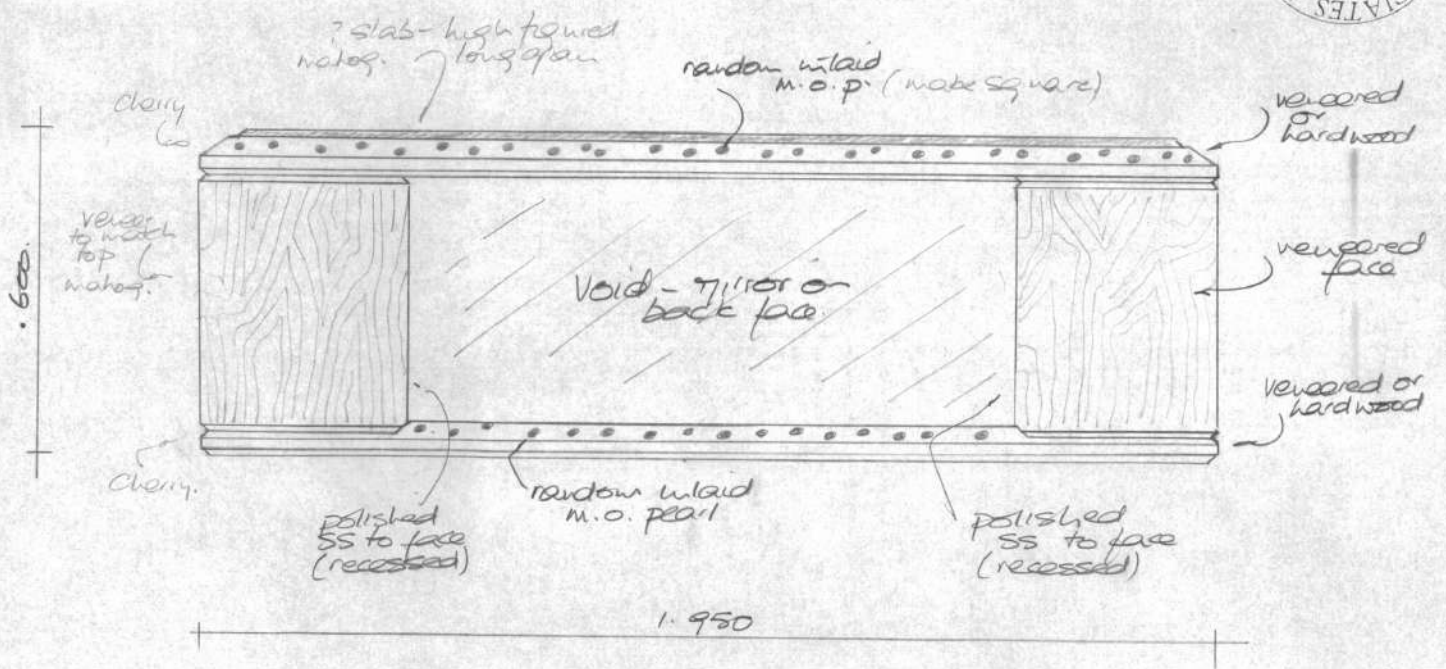 CIATES
? slab - high figured
mahog. long span
random inlaid
m.o.p. (make square)
Cherry
veneered
or
hardwood
veneer
to match
top
mahog.
.600.
Void - mirror on
back face
veneered
face
veneered or
hardwood
Cherry.
random inlaid
m.o. pearl
polished
SS to face
(recessed)
polished
SS to face
(recessed)
1.950